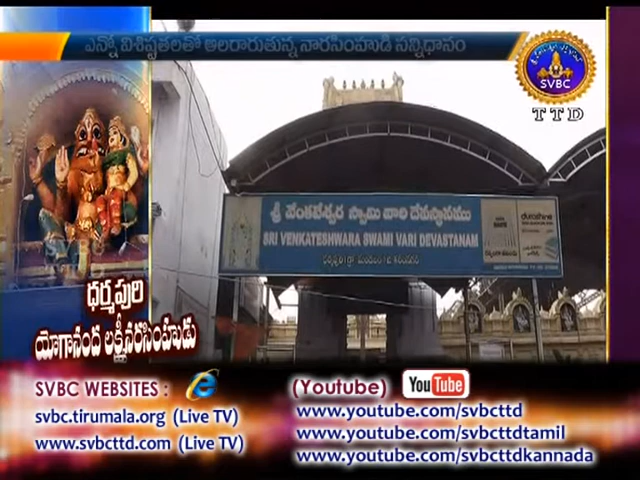 ఎన్నో విశిష్టతలతో అలరారుతున్న నారసింహుడి సన్నిధానం
SVBC
TTD
శ్రీ వేంకటేశ్వర స్వామి వారి దేవస్థానము
SRI VENKATESHWARA SWAMI VARI DEVASTANAM
durashine
ధర్మపురి
యోగానంద లక్ష్మీనరసింహుడు
SVBC WEBSITES :
svbc.tirumala.org (Live TV)
www.svbcttd.com (Live TV)
(Youtube) YouTube
www.youtube.com/svbcttd
www.youtube.com/svbcttdtamil
www.youtube.com/svbcttdkannada